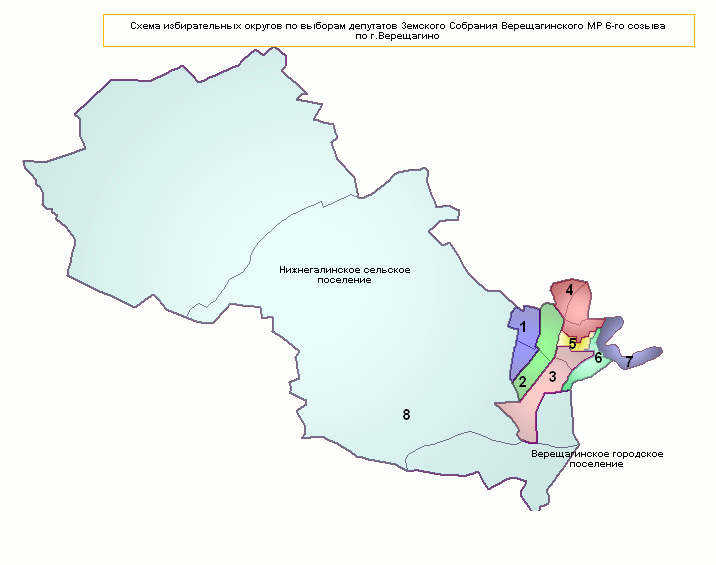 Схема избирательных округов по выборам депутатов Земского Собрания Верещагинского МР 6-го созыва
по г.Верещагино
Нижнегалинское сельское
поселение
4
1
5
6
7
3
2
8
Верещагинское городское
поселение